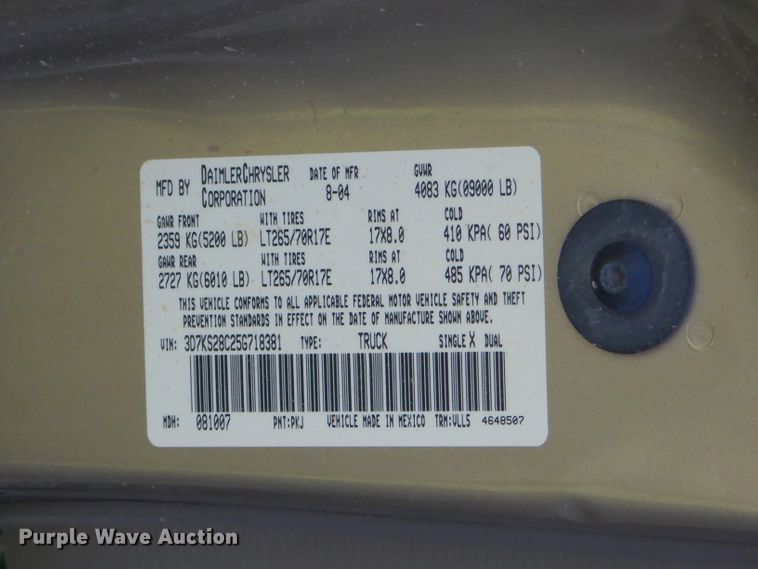 MFD BY DAIMLERCHRYSLER CORPORATION DATE OF MFR 8-04 GVWR 4083 KG(09000 LB)
GAWR FRONT WITH TIRES RIMS AT COLD
2359 KG(5200 LB) LT265/70R17E 17X8.0 410 KPA( 60 PSI)
GAWR REAR WITH TIRES RIMS AT COLD
2727 KG(6010 LB) LT265/70R17E 17X8.0 485 KPA( 70 PSI)
THIS VEHICLE CONFORMS TO ALL APPLICABLE FEDERAL MOTOR VEHICLE SAFETY AND THEFT
PREVENTION STANDARDS IN EFFECT ON THE DATE OF MANUFACTURE SHOWN ABOVE.
VIN: 3D7KS28C25G718381 TYPE: TRUCK SINGLE X DUAL
MDH: 081007 PNT:PKJ VEHICLE MADE IN MEXICO TRM:VLL5 4648507
Purple Wave Auction